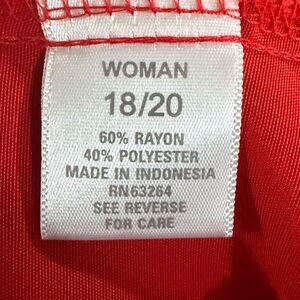 WOMAN
18/20
60% RAYON
40% POLYESTER
MADE IN INDONESIA
RN63264
SEE REVERSE
FOR CARE